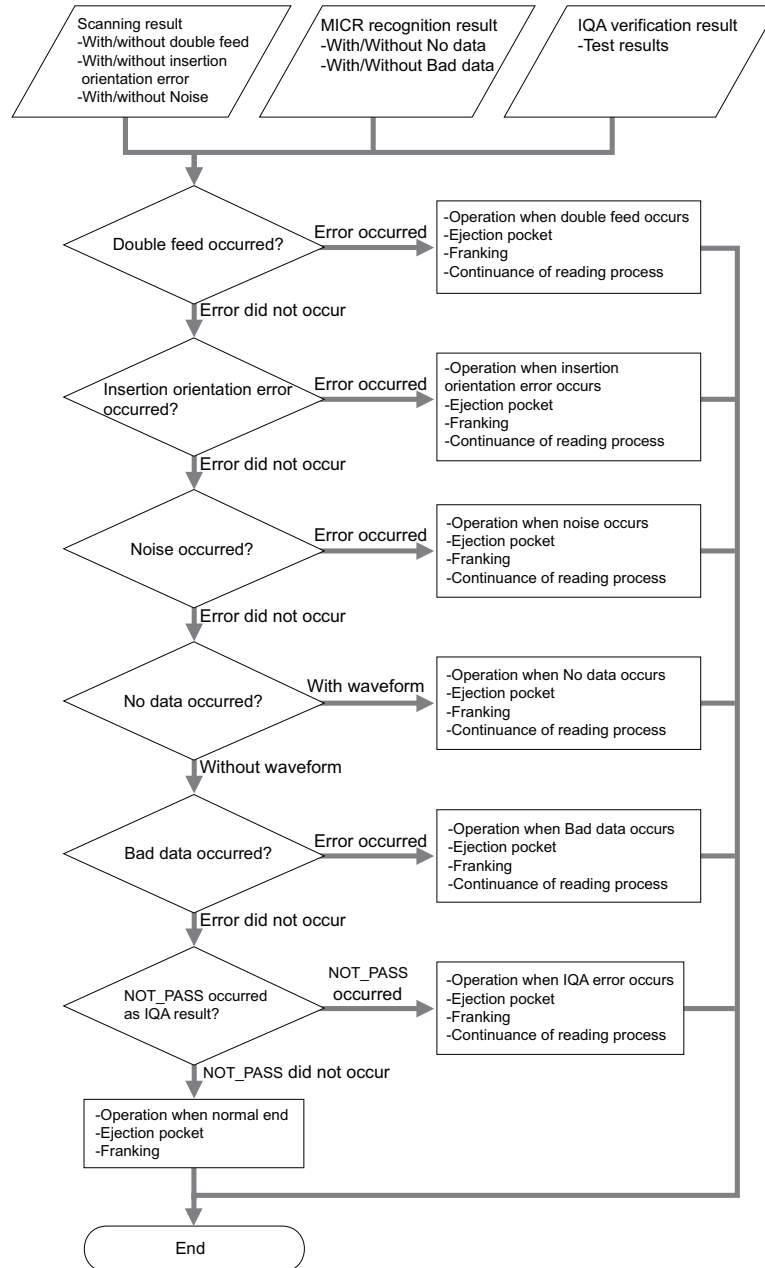 Scanning result
-With/without double feed
-With/without insertion
orientation error
-With/without Noise
MICR recognition result
-With/Without No data
-With/Without Bad data
IQA verification result
-Test results
Double feed occurred?
Error occurred
-Operation when double feed occurs
-Ejection pocket
-Franking
-Continuance of reading process
Error did not occur
Insertion orientation error
occurred?
Error occurred
-Operation when insertion
orientation error occurs
-Ejection pocket
-Franking
-Continuance of reading process
Error did not occur
Noise occurred?
Error occurred
-Operation when noise occurs
-Ejection pocket
-Franking
-Continuance of reading process
Error did not occur
No data occurred?
With waveform
-Operation when No data occurs
-Ejection pocket
-Franking
-Continuance of reading process
Without waveform
Bad data occurred?
Error occurred
-Operation when Bad data occurs
-Ejection pocket
-Franking
-Continuance of reading process
Error did not occur
NOT_PASS occurred
as IQA result?
NOT_PASS
occurred
-Operation when IQA error occurs
-Ejection pocket
-Franking
-Continuance of reading process
NOT_PASS did not occur
-Operation when normal end
-Ejection pocket
-Franking
End